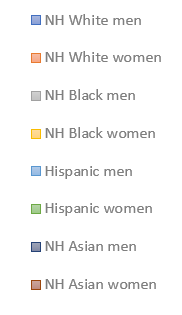 NH White men
NH White women
NH Black men
NH Black women
Hispanic men
Hispanic women
NH Asian men
NH Asian women